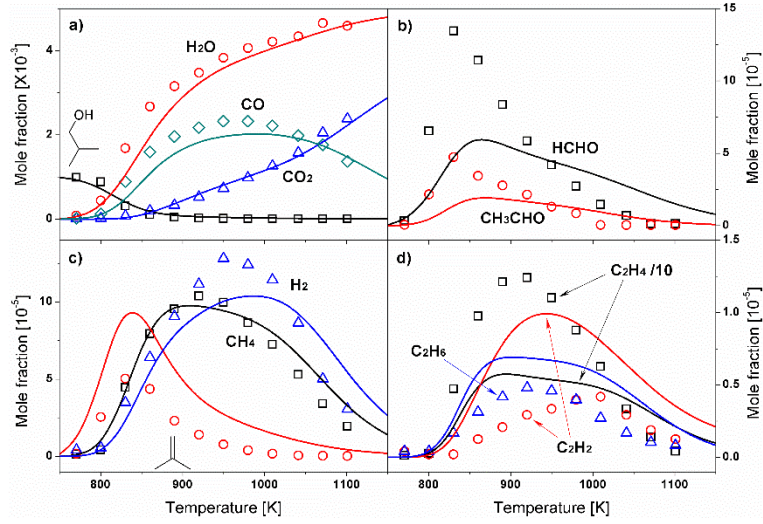 a)
H₂O
OH
CO
CO₂
Mole fraction [X10⁻³]
4
2
0
b)
HCHO
CH₃CHO
Mole fraction [10⁻⁵]
15
10
5
0
c)
H₂
CH₄
Mole fraction [10⁻⁵]
10
5
0
800 900 1000 1100
Temperature [K]
d)
C₂H₄ /10
C₂H₆
C₂H₂
Mole fraction [10⁻⁵]
1.5
1.0
0.5
0.0
800 900 1000 1100
Temperature [K]